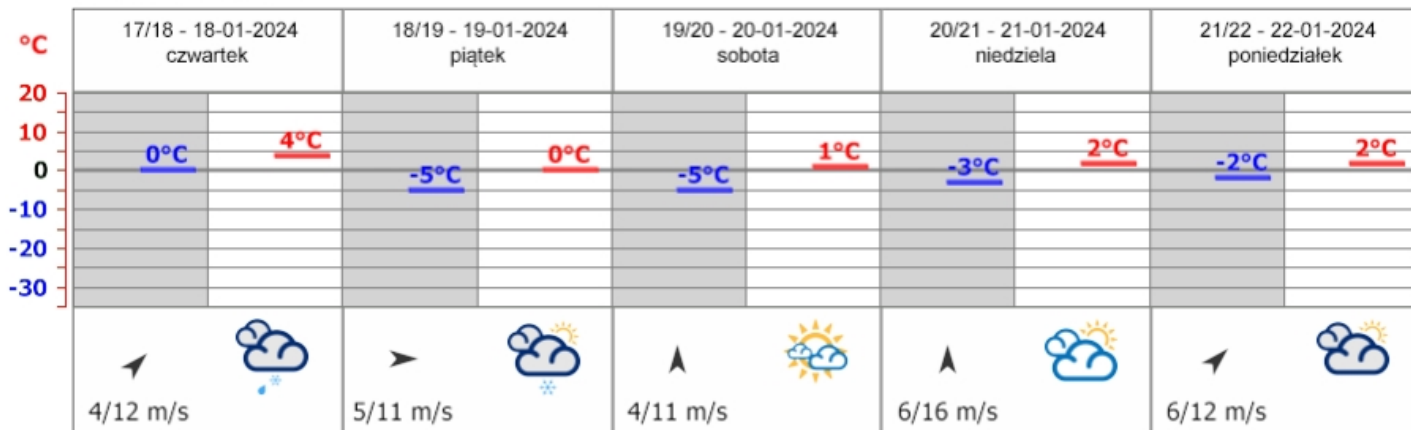 °C
17/18 - 18-01-2024
czwartek
18/19 - 19-01-2024
piątek
19/20 - 20-01-2024
sobota
20/21 - 21-01-2024
niedziela
21/22 - 22-01-2024
poniedziałek
20
10
0
-10
-20
-30
0°C
4°C
-5°C
0°C
-5°C
1°C
-3°C
2°C
-2°C
2°C
4/12 m/s
5/11 m/s
4/11 m/s
6/16 m/s
6/12 m/s